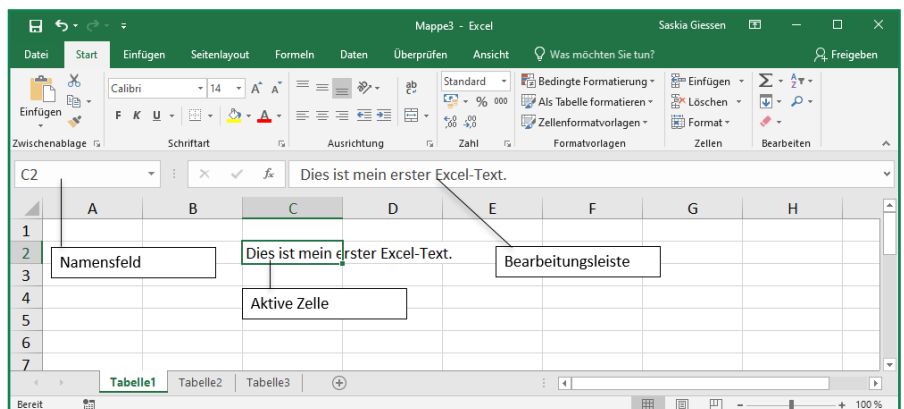 Mappe3 - Excel
Saskia Giessen
Datei Start Einfügen Seitenlayout Formeln Daten Überprüfen Ansicht Was möchten Sie tun? Freigeben
Einfügen
Calibri 14 A A
F K U A
ab
Standard
% 000
Bedingte Formatierung
Als Tabelle formatieren
Zellenformatvorlagen
Einfügen
Löschen
Format
Zwischenablage Schriftart Ausrichtung Zahl Formatvorlagen Zellen Bearbeiten
C2 fx Dies ist mein erster Excel-Text.
A B C D E F G H
1
2 Dies ist mein erster Excel-Text.
Namensfeld
Bearbeitungsleiste
3
4
Aktive Zelle
5
6
7
Tabelle1 Tabelle2 Tabelle3
Bereit 100 %